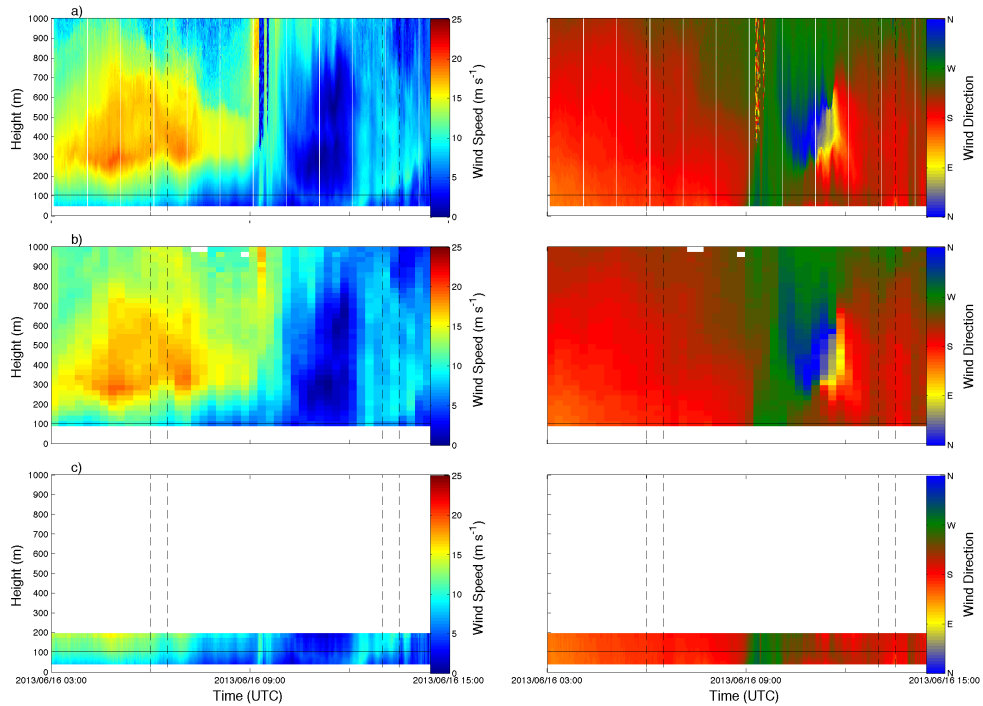 a)
1000
900
800
700
600
500
400
300
200
100
0
Height (m)
25
20
15
10
5
0
Wind Speed (m s⁻¹)
N
W
S
E
N
Wind Direction
b)
1000
900
800
700
600
500
400
300
200
100
0
Height (m)
25
20
15
10
5
0
Wind Speed (m s⁻¹)
N
W
S
E
N
Wind Direction
c)
1000
900
800
700
600
500
400
300
200
100
0
Height (m)
25
20
15
10
5
0
Wind Speed (m s⁻¹)
N
W
S
E
N
Wind Direction
2013/06/16 03:00 2013/06/16 09:00 2013/06/16 15:00
Time (UTC)
2013/06/16 03:00 2013/06/16 09:00 2013/06/16 15:00
Time (UTC)